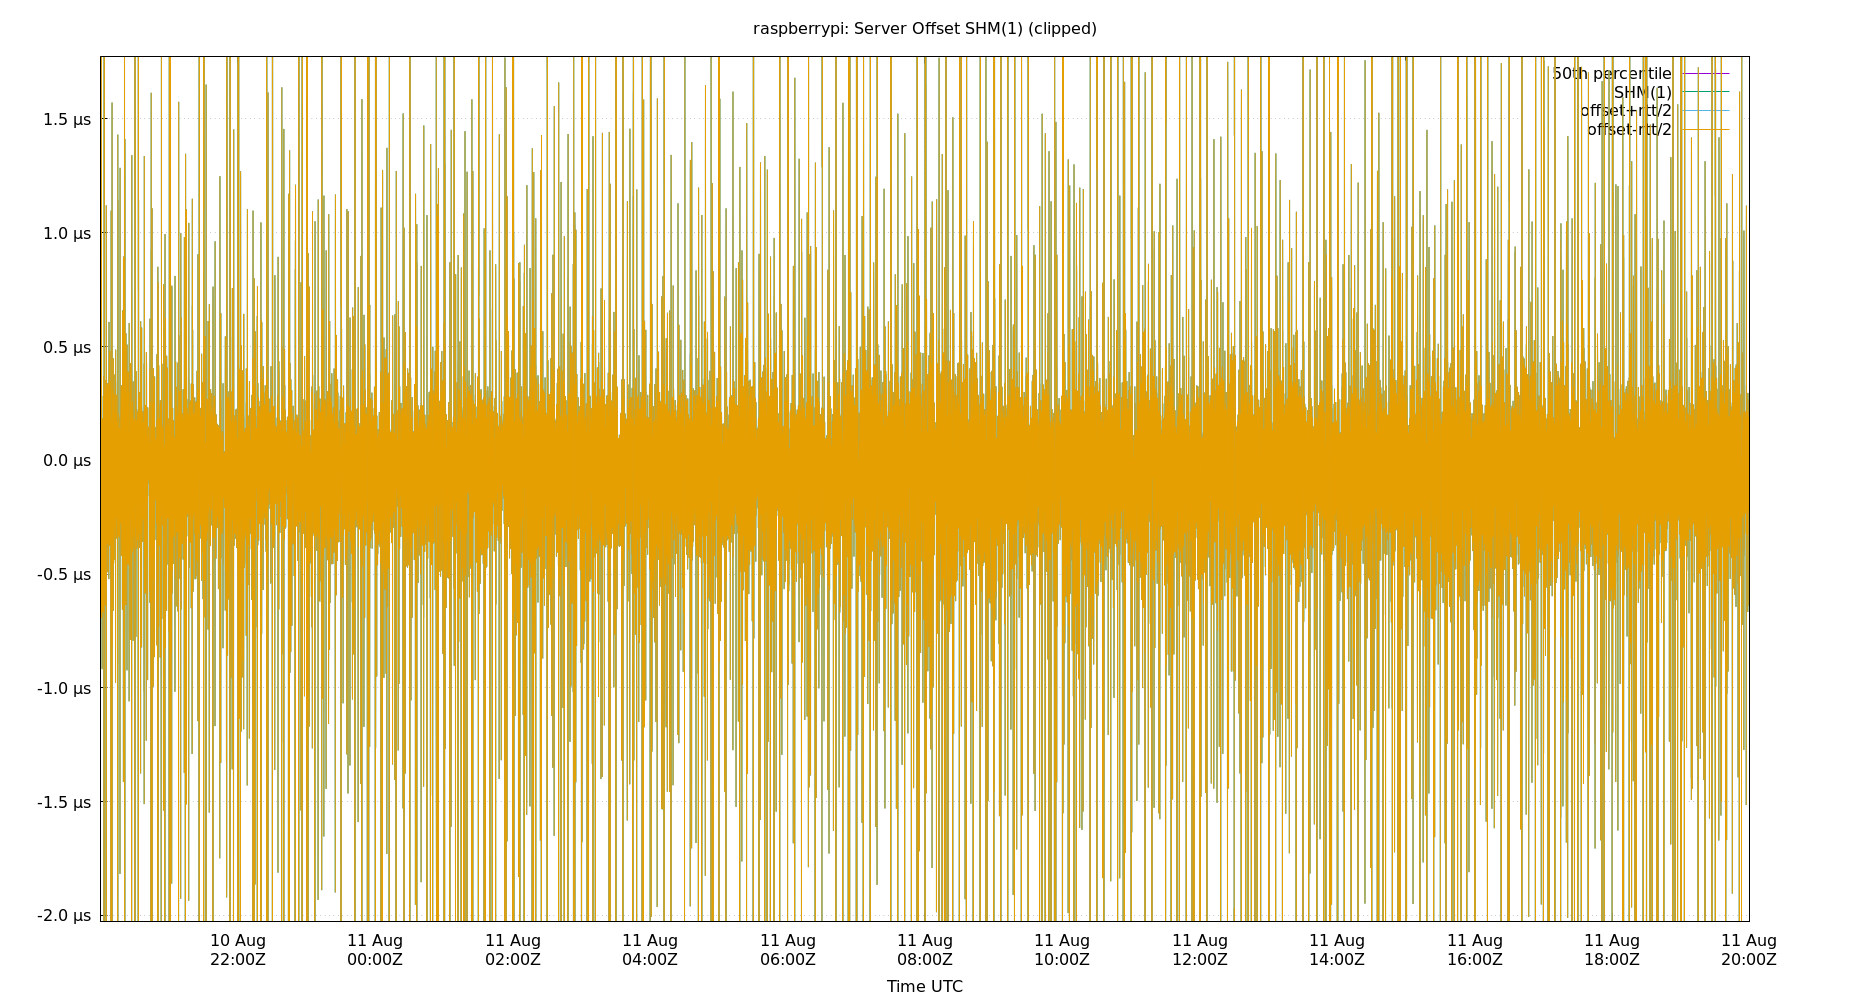 raspberrypi: Server Offset SHM(1) (clipped)
50th percentile
SHM(1)
offset+rtt/2
offset-rtt/2
1.5 µs
1.0 µs
0.5 µs
0.0 µs
-0.5 µs
-1.0 µs
-1.5 µs
-2.0 µs
10 Aug 11 Aug 11 Aug 11 Aug 11 Aug 11 Aug 11 Aug 11 Aug 11 Aug 11 Aug 11 Aug 11 Aug
22:00Z 00:00Z 02:00Z 04:00Z 06:00Z 08:00Z 10:00Z 12:00Z 14:00Z 16:00Z 18:00Z 20:00Z
Time UTC